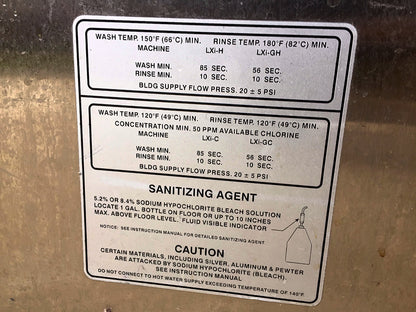 WASH TEMP. 150°F (66°C) MIN. RINSE TEMP. 180°F (82°C) MIN.
MACHINE LXi-H LXi-GH
WASH MIN. 85 SEC. 56 SEC.
RINSE MIN. 10 SEC. 10 SEC.
BLDG SUPPLY FLOW PRESS. 20 ± 5 PSI
WASH TEMP. 120°F (49°C) MIN. RINSE TEMP. 120°F (49°C) MIN.
CONCENTRATION MIN. 50 PPM AVAILABLE CHLORINE
MACHINE LXi-C LXi-GC
WASH MIN. 85 SEC. 56 SEC.
RINSE MIN. 10 SEC. 10 SEC.
BLDG SUPPLY FLOW PRESS. 20 ± 5 PSI
SANITIZING AGENT
5.2% OR 8.4% SODIUM HYPOCHLORITE BLEACH SOLUTION
LOCATE 1 GAL. BOTTLE ON FLOOR OR UP TO 10 INCHES
MAX. ABOVE FLOOR LEVEL. FLUID VISIBLE INDICATOR
NOTICE: SEE INSTRUCTION MANUAL FOR DETAILED SANITIZING AGENT
CAUTION
CERTAIN MATERIALS, INCLUDING SILVER, ALUMINUM & PEWTER
ARE ATTACKED BY SODIUM HYPOCHLORITE (BLEACH).
SEE INSTRUCTION MANUAL
DO NOT CONNECT TO HOT WATER SUPPLY EXCEEDING TEMPERATURE OF 140°F